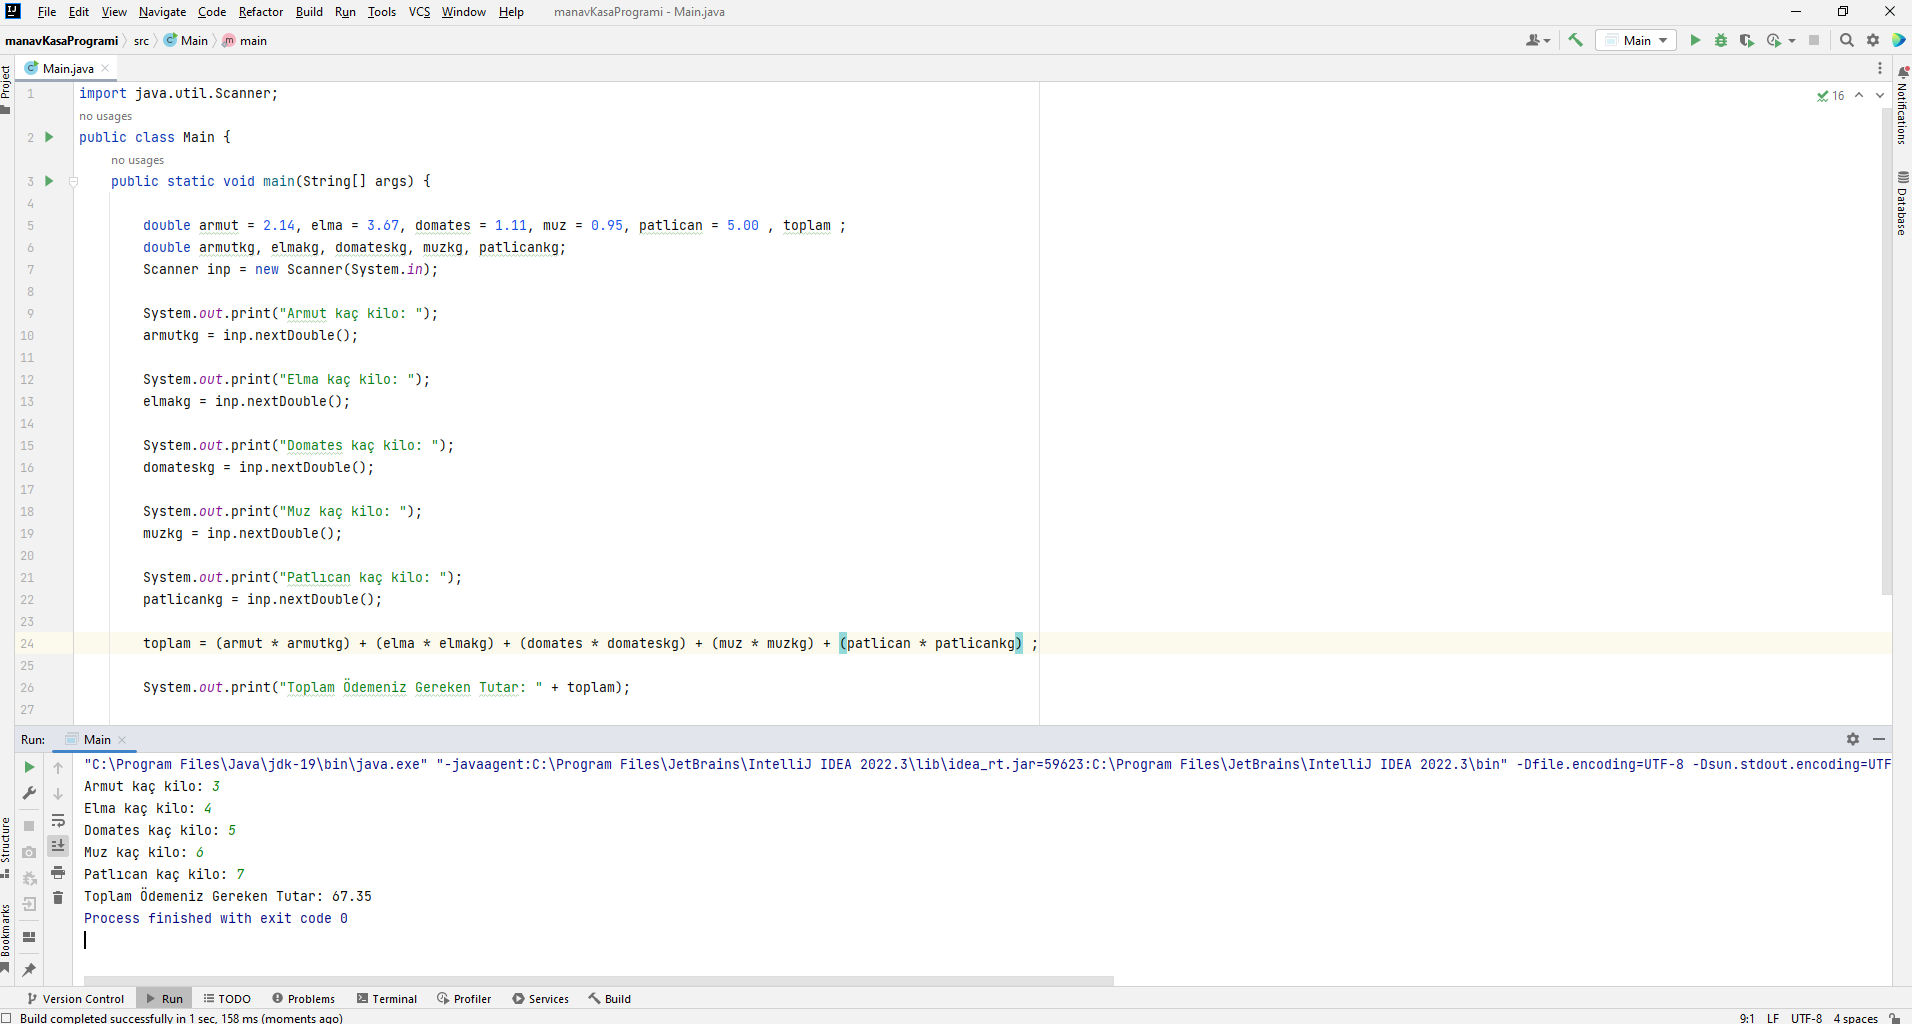 File Edit View Navigate Code Refactor Build Run Tools VCS Window Help manavKasaProgrami - Main.java
manavKasaProgrami src Main main Main
Project
Main.java
1 import java.util.Scanner;
16
no usages
2 public class Main {
no usages
3 public static void main(String[] args) {
4
5 double armut = 2.14, elma = 3.67, domates = 1.11, muz = 0.95, patlican = 5.00 , toplam ;
6 double armutkg, elmakg, domateskg, muzkg, patlicankg;
7 Scanner inp = new Scanner(System.in);
8
9 System.out.print("Armut kaç kilo: ");
10 armutkg = inp.nextDouble();
11
12 System.out.print("Elma kaç kilo: ");
13 elmakg = inp.nextDouble();
14
15 System.out.print("Domates kaç kilo: ");
16 domateskg = inp.nextDouble();
17
18 System.out.print("Muz kaç kilo: ");
19 muzkg = inp.nextDouble();
20
21 System.out.print("Patlıcan kaç kilo: ");
22 patlicankg = inp.nextDouble();
23
24 toplam = (armut * armutkg) + (elma * elmakg) + (domates * domateskg) + (muz * muzkg) + (patlican * patlicankg) ;
25
26 System.out.print("Toplam Ödemeniz Gereken Tutar: " + toplam);
27
Notifications
Database
Run: Main
"C:\Program Files\Java\jdk-19\bin\java.exe" "-javaagent:C:\Program Files\JetBrains\IntelliJ IDEA 2022.3\lib\idea_rt.jar=59623:C:\Program Files\JetBrains\IntelliJ IDEA 2022.3\bin" -Dfile.encoding=UTF-8 -Dsun.stdout.encoding=UTF
Armut kaç kilo: 3
Elma kaç kilo: 4
Domates kaç kilo: 5
Muz kaç kilo: 6
Patlıcan kaç kilo: 7
Toplam Ödemeniz Gereken Tutar: 67.35
Process finished with exit code 0
Structure
Bookmarks
Version Control Run TODO Problems Terminal Profiler Services Build
Build completed successfully in 1 sec, 158 ms (moments ago) 9:1 LF UTF-8 4 spaces